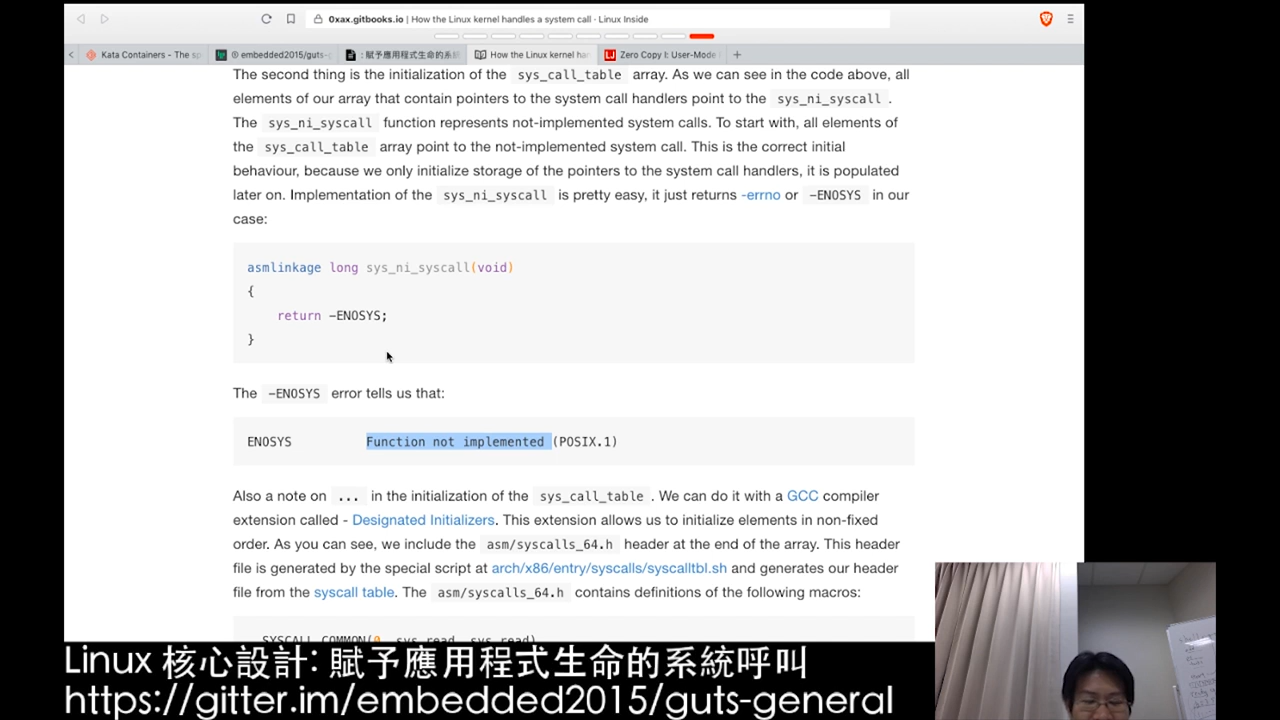 0xax.gitbooks.io | How the Linux kernel handles a system call · Linux Inside
Kata Containers - The sp
embedded2015/guts-g
: 賦予應用程式生命的系統
How the Linux kernel han
Zero Copy I: User-Mode
The second thing is the initialization of the sys_call_table array. As we can see in the code above, all
elements of our array that contain pointers to the system call handlers point to the sys_ni_syscall .
The sys_ni_syscall function represents not-implemented system calls. To start with, all elements of
the sys_call_table array point to the not-implemented system call. This is the correct initial
behaviour, because we only initialize storage of the pointers to the system call handlers, it is populated
later on. Implementation of the sys_ni_syscall is pretty easy, it just returns -errno or -ENOSYS in our
case:
asmlinkage long sys_ni_syscall(void)
{
return -ENOSYS;
}
The -ENOSYS error tells us that:
ENOSYS Function not implemented (POSIX.1)
Also a note on ... in the initialization of the sys_call_table . We can do it with a GCC compiler
extension called - Designated Initializers. This extension allows us to initialize elements in non-fixed
order. As you can see, we include the asm/syscalls_64.h header at the end of the array. This header
file is generated by the special script at arch/x86/entry/syscalls/syscalltbl.sh and generates our header
file from the syscall table. The asm/syscalls_64.h contains definitions of the following macros:
__SYSCALL_COMMON(0, sys_read, sys_read)
Linux 核心設計: 賦予應用程式生命的系統呼叫
https://gitter.im/embedded2015/guts-general